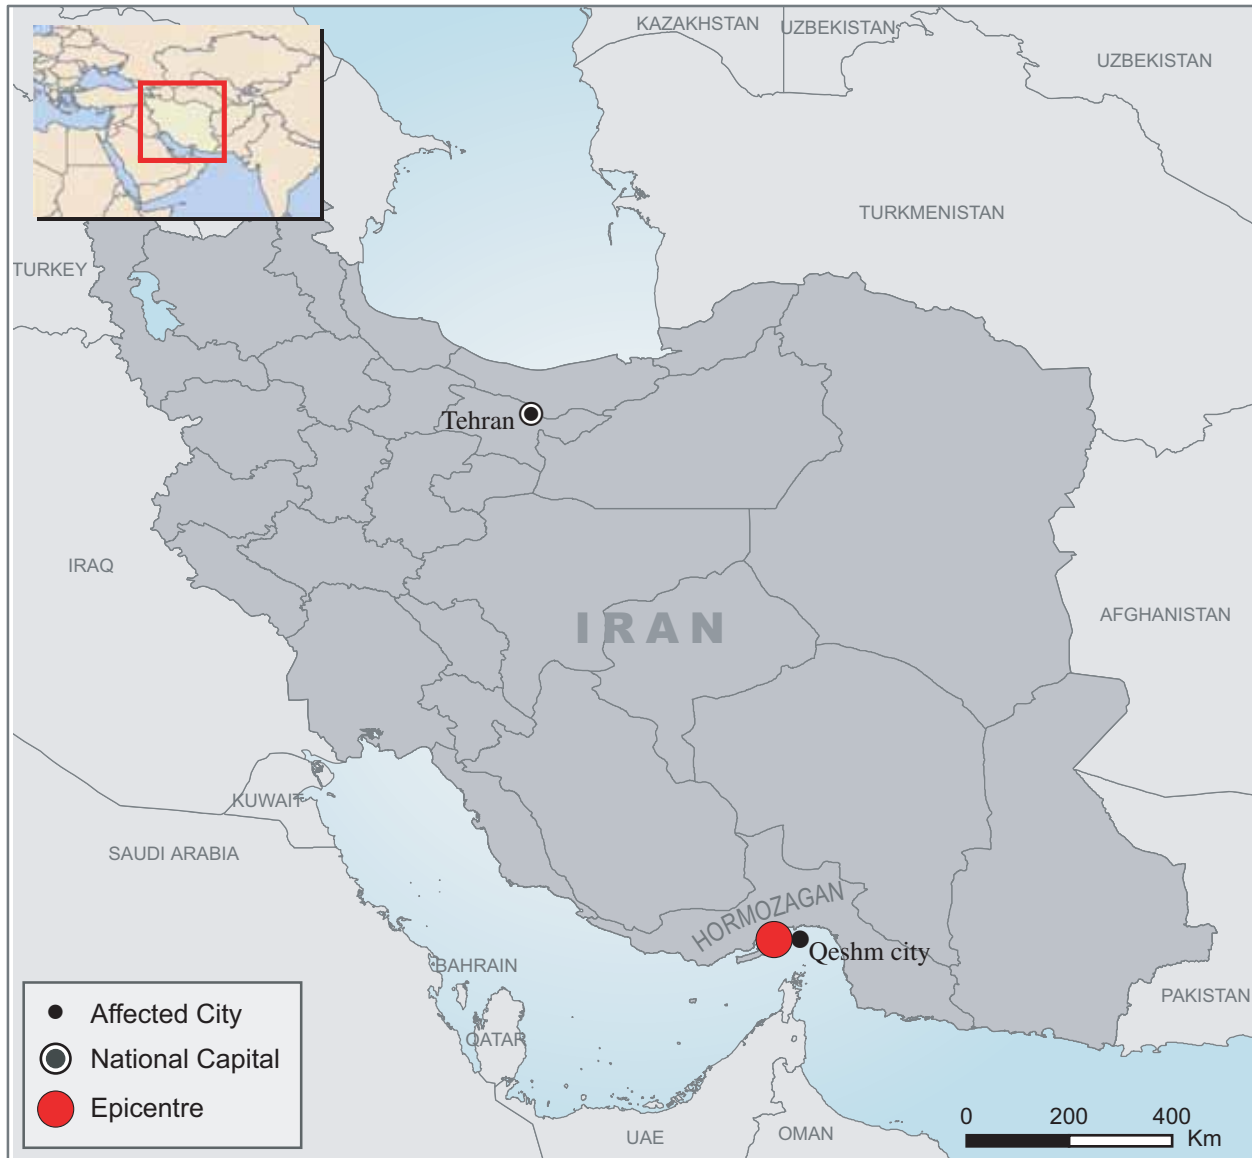 KAZAKHSTAN
UZBEKISTAN
UZBEKISTAN
TURKMENISTAN
TURKEY
Tehran
IRAQ
IRAN
AFGHANISTAN
KUWAIT
SAUDI ARABIA
HORMOZAGAN
Qeshm city
BAHRAIN
PAKISTAN
QATAR
UAE
OMAN
Affected City
National Capital
Epicentre
0 200 400
Km